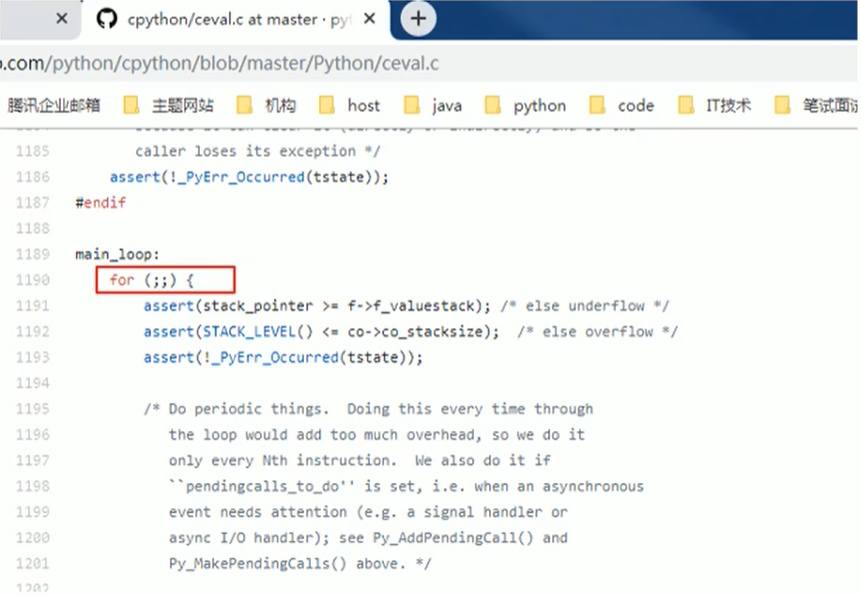 cpython/ceval.c at master · py
.com/python/cpython/blob/master/Python/ceval.c
腾讯企业邮箱 主题网站 机构 host java python code IT技术 笔试面试
1185 caller loses its exception */
1186 assert(!_PyErr_Occurred(tstate));
1187 #endif
1188
1189 main_loop:
1190 for (;;) {
1191 assert(stack_pointer >= f->f_valuestack); /* else underflow */
1192 assert(STACK_LEVEL() <= co->co_stacksize);  /* else overflow */
1193 assert(!_PyErr_Occurred(tstate));
1194
1195 /* Do periodic things.  Doing this every time through
1196 the loop would add too much overhead, so we do it
1197 only every Nth instruction.  We also do it if
1198 ``pendingcalls_to_do'' is set, i.e. when an asynchronous
1199 event needs attention (e.g. a signal handler or
1200 async I/O handler); see Py_AddPendingCall() and
1201 Py_MakePendingCalls() above. */